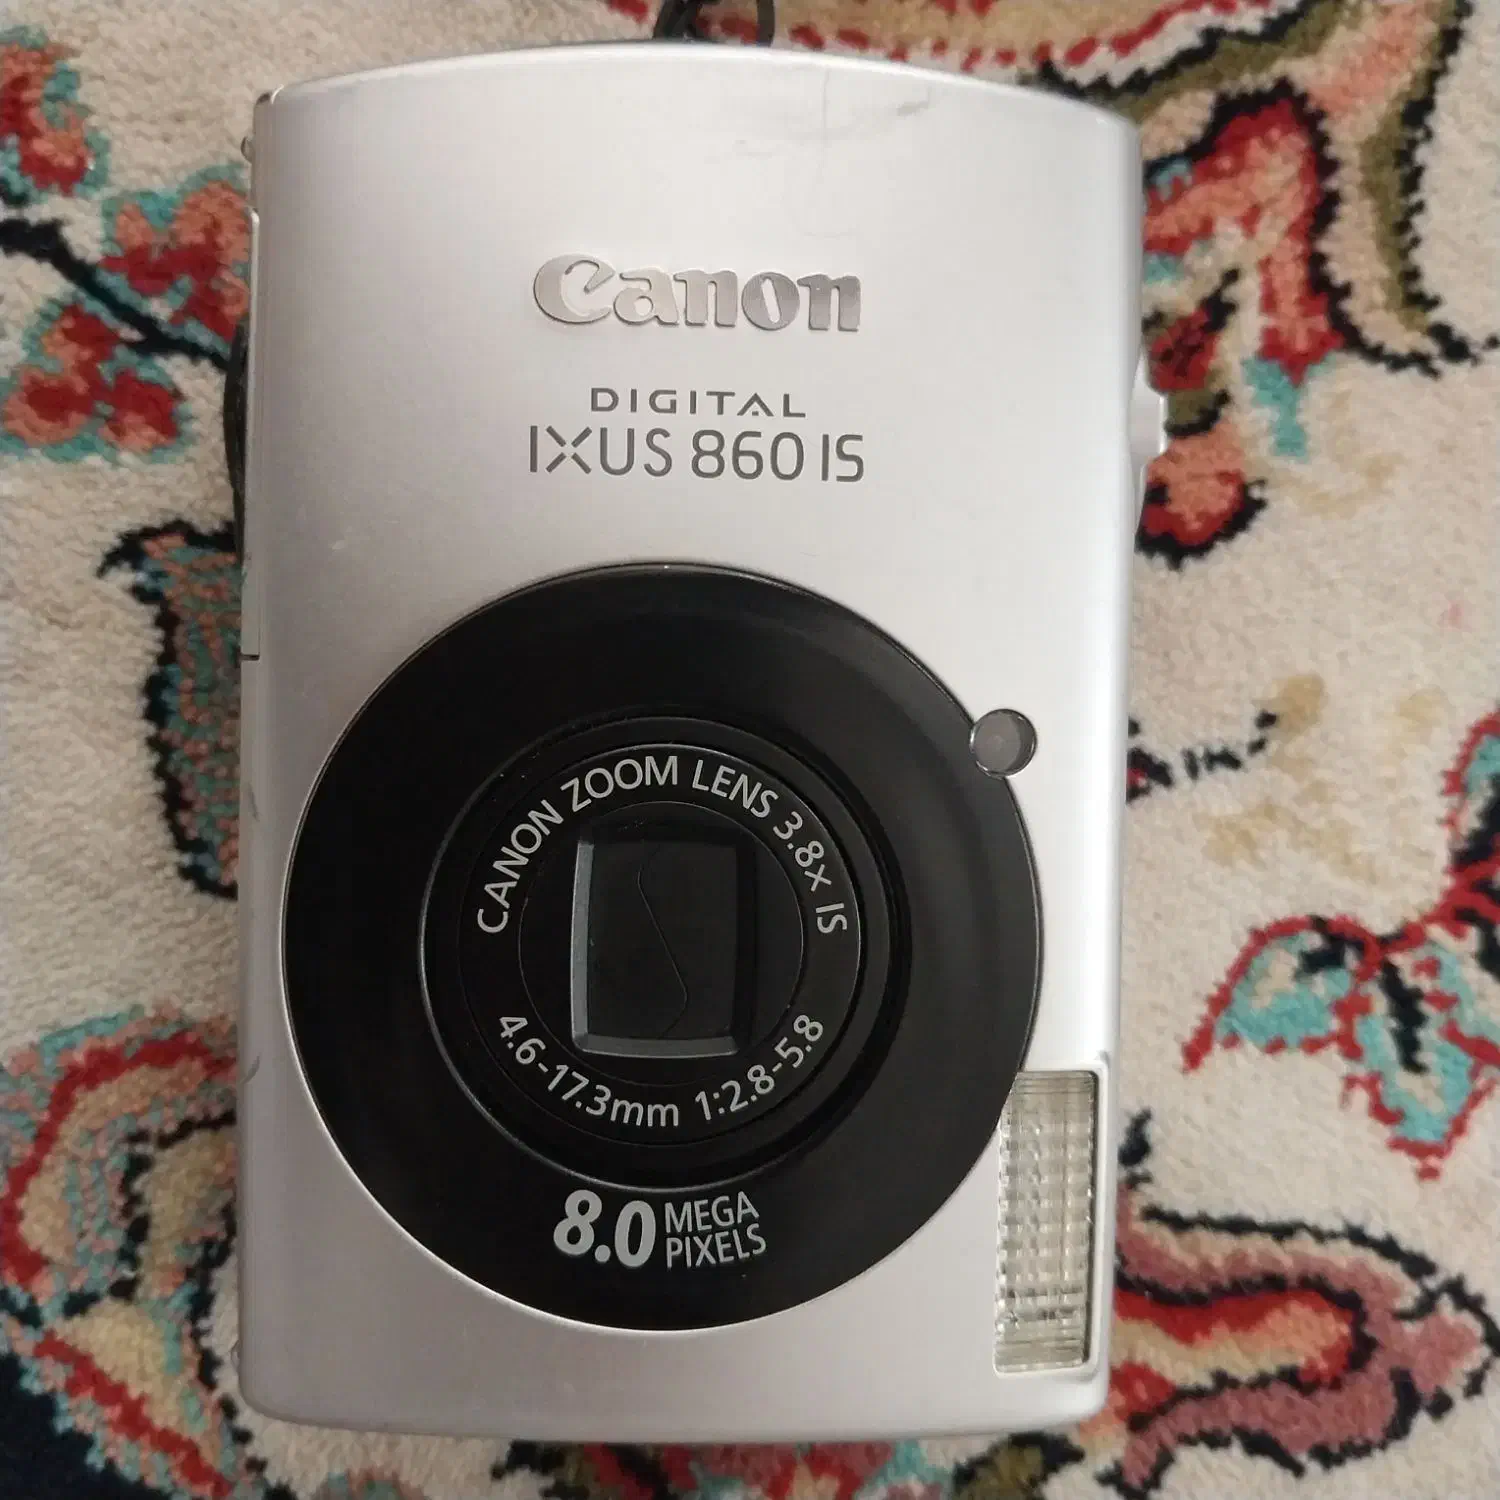 Canon
DIGITAL
IXUS 860 IS
CANON ZOOM LENS 3.8x IS
4.6-17.3mm 1:2.8-5.8
8.0 MEGA
PIXELS